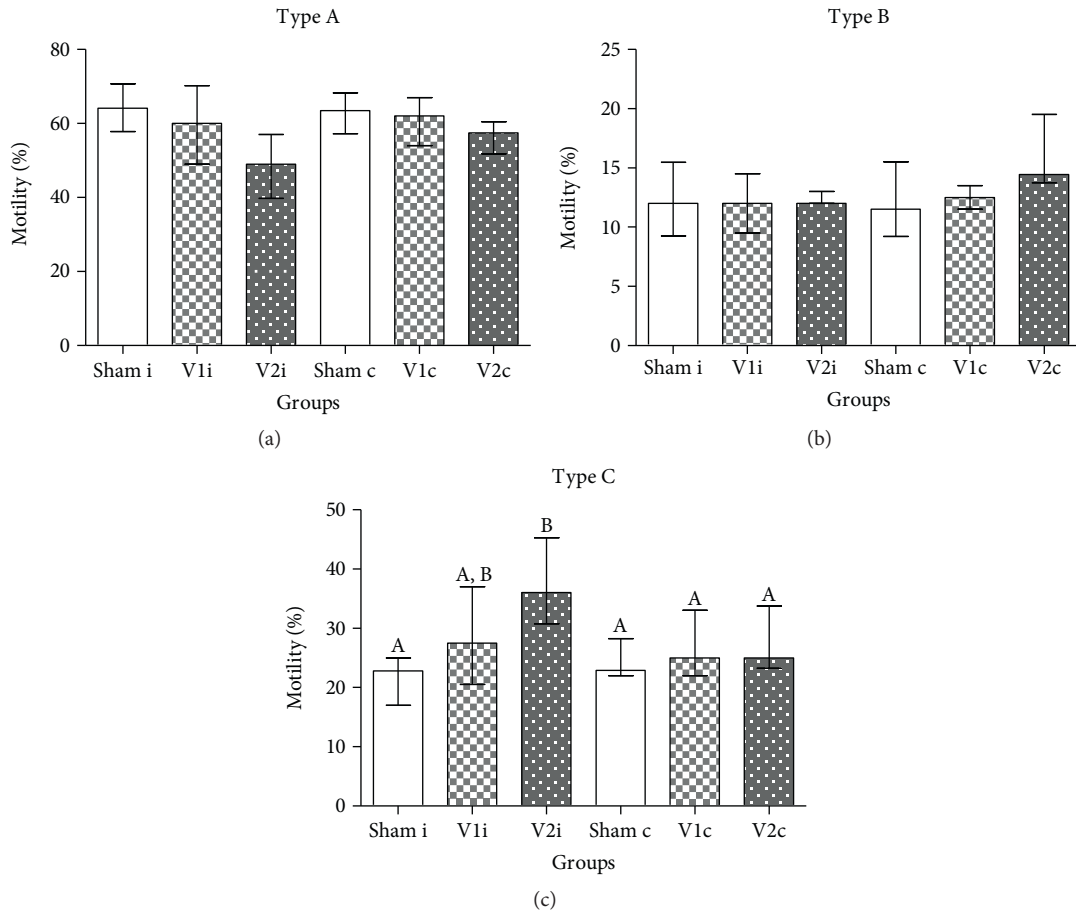 Type A
Motility (%)
80
60
40
20
0
Sham i V1i V2i Sham c V1c V2c
Groups
(a)
Type B
Motility (%)
25
20
15
10
5
0
Sham i V1i V2i Sham c V1c V2c
Groups
(b)
Type C
Motility (%)
50
40
30
20
10
0
A A, B B A A A
Sham i V1i V2i Sham c V1c V2c
Groups
(c)